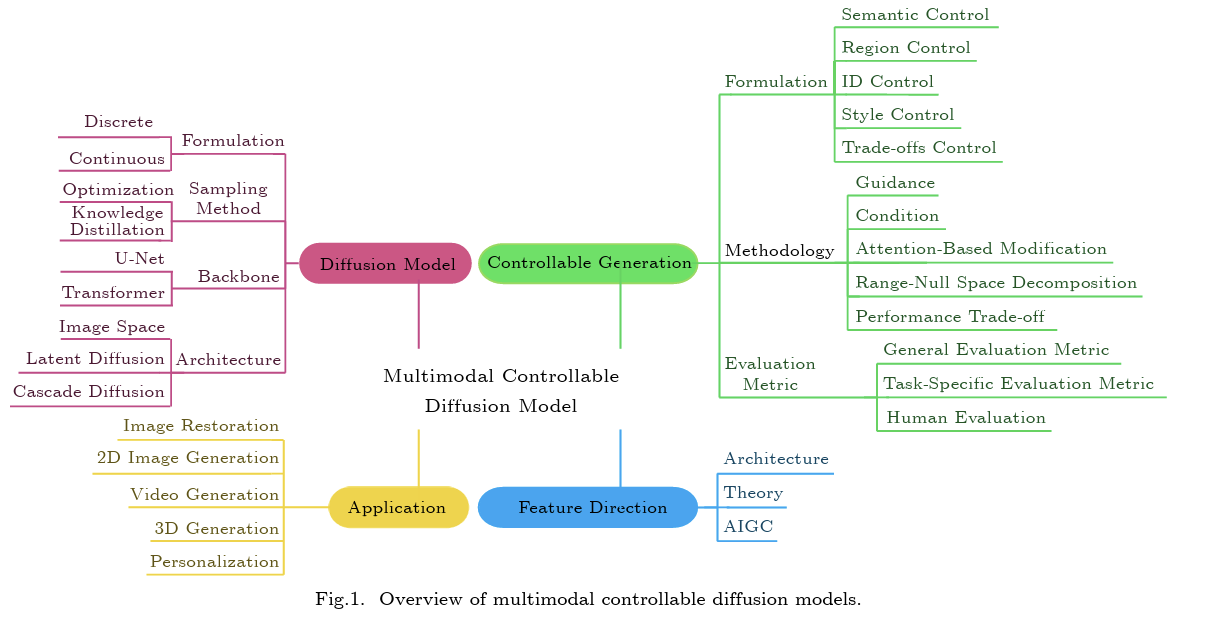 Semantic Control
Region Control
Formulation
ID Control
Style Control
Trade-offs Control
Discrete
Formulation
Continuous
Optimization
Sampling
Method
Knowledge
Distillation
U-Net
Backbone
Transformer
Image Space
Latent Diffusion
Architecture
Cascade Diffusion
Diffusion Model
Controllable Generation
Guidance
Condition
Methodology
Attention-Based Modification
Range-Null Space Decomposition
Performance Trade-off
Evaluation
Metric
General Evaluation Metric
Task-Specific Evaluation Metric
Human Evaluation
Multimodal Controllable
Diffusion Model
Image Restoration
2D Image Generation
Video Generation
3D Generation
Personalization
Application
Feature Direction
Architecture
Theory
AIGC
Fig.1. Overview of multimodal controllable diffusion models.